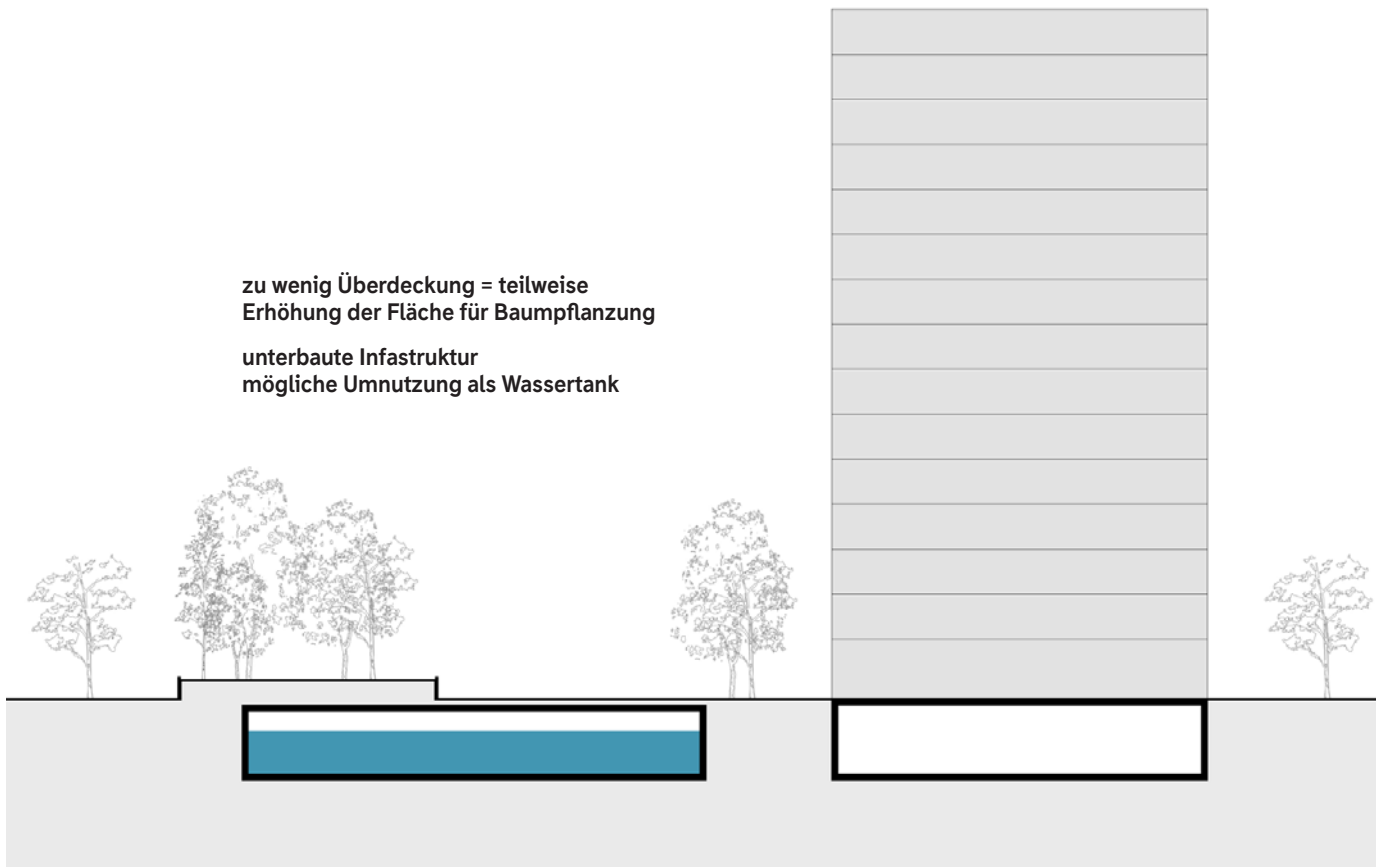 zu wenig Überdeckung = teilweise
Erhöhung der Fläche für Baumpflanzung
unterbaute Infastruktur
mögliche Umnutzung als Wassertank